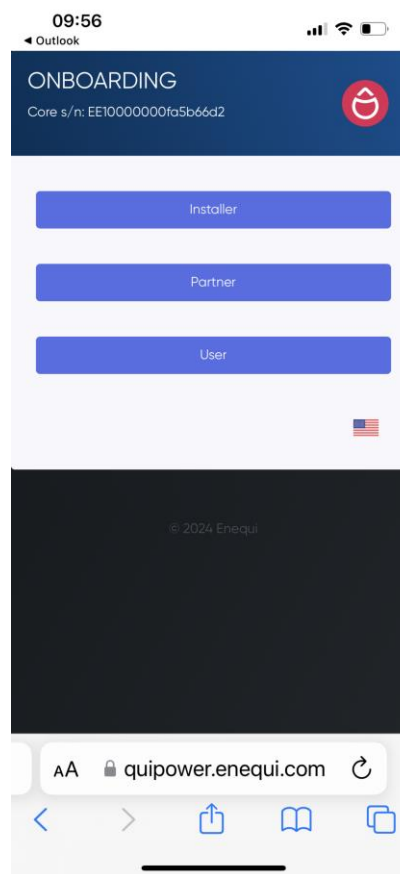 09:56
◀ Outlook
ONBOARDING
Core s/n: EE10000000fa5b66d2
Installer
Partner
User
© 2024 Enequi
AA quipower.enequi.com